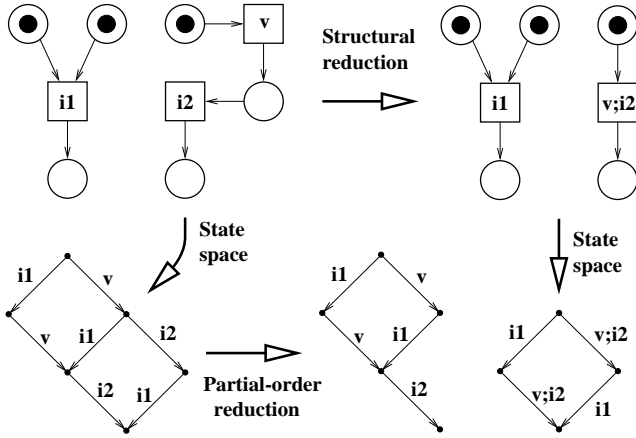 v
Structural
reduction
i1
i2
i1
v;i2
State
space
State
space
i1
v
i1
v
v
i1
i2
v
i1
i1
v;i2
Partial-order
reduction
i2
i1
i2
v;i2
i1